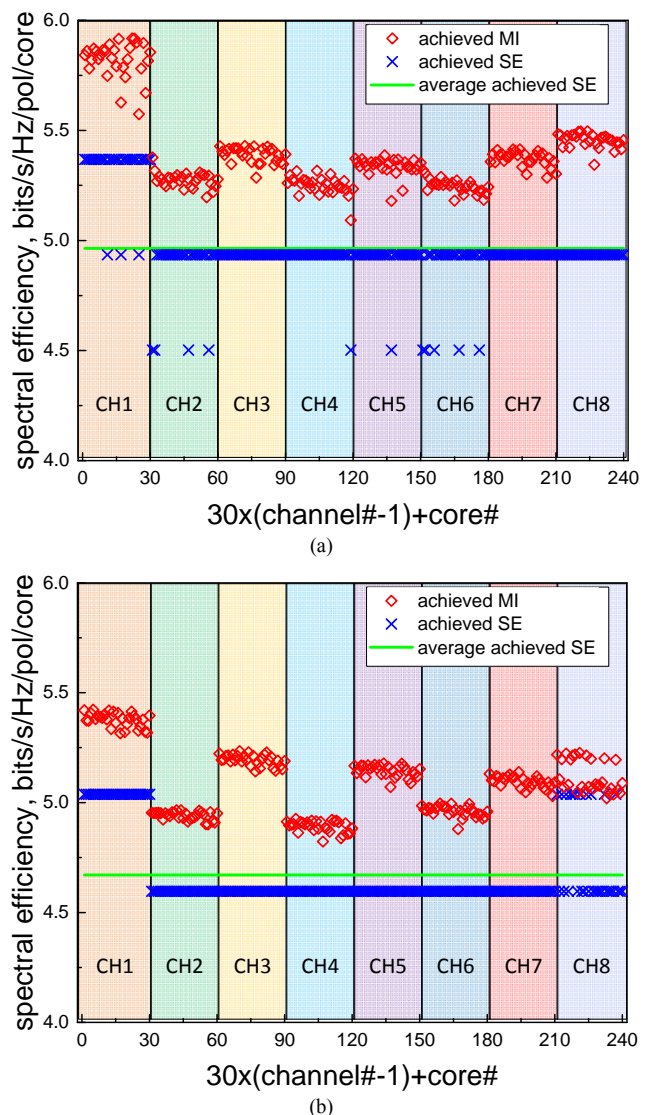 6.0
achieved MI
achieved SE
average achieved SE
5.5
5.0
4.5
4.0
spectral efficiency, bits/s/Hz/pol/core
CH1 CH2 CH3 CH4 CH5 CH6 CH7 CH8
0 30 60 90 120 150 180 210 240
30x(channel#-1)+core#
(a)
6.0
achieved MI
achieved SE
average achieved SE
5.5
5.0
4.5
4.0
spectral efficiency, bits/s/Hz/pol/core
CH1 CH2 CH3 CH4 CH5 CH6 CH7 CH8
0 30 60 90 120 150 180 210 240
30x(channel#-1)+core#
(b)